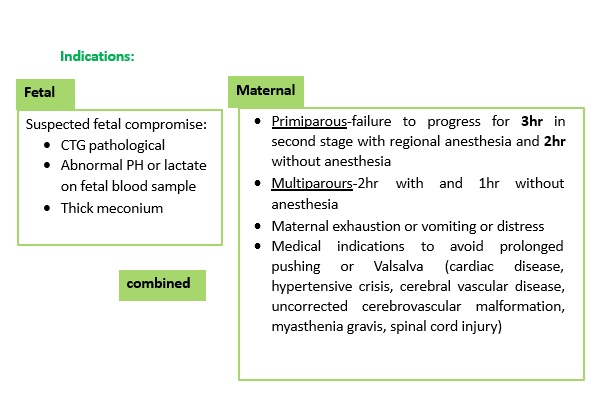 Indications:
Fetal
Suspected fetal compromise:
• CTG pathological
• Abnormal PH or lactate
on fetal blood sample
• Thick meconium
Maternal
• Primiparous-failure to progress for 3hr in
second stage with regional anesthesia and 2hr
without anesthesia
• Multiparours-2hr with and 1hr without
anesthesia
• Maternal exhaustion or vomiting or distress
• Medical indications to avoid prolonged
pushing or Valsalva (cardiac disease,
hypertensive crisis, cerebral vascular disease,
uncorrected cerebrovascular malformation,
myasthenia gravis, spinal cord injury)
combined